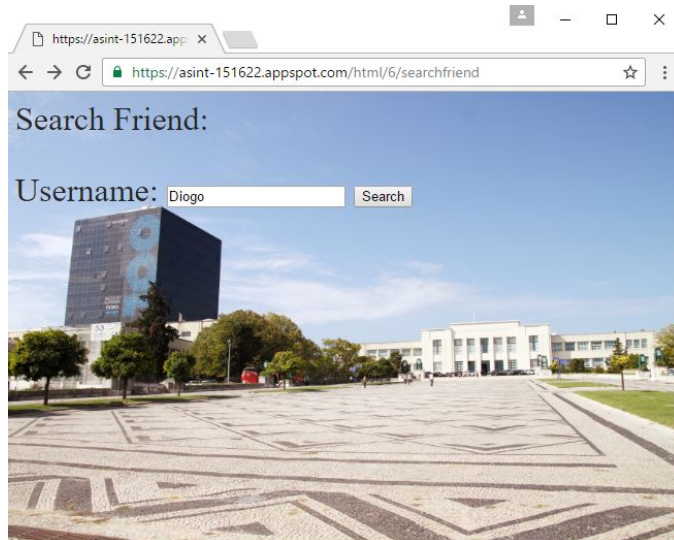 https://asint-151622.app
https://asint-151622.appspot.com/html/6/searchfriend
Search Friend:
Username: Diogo Search